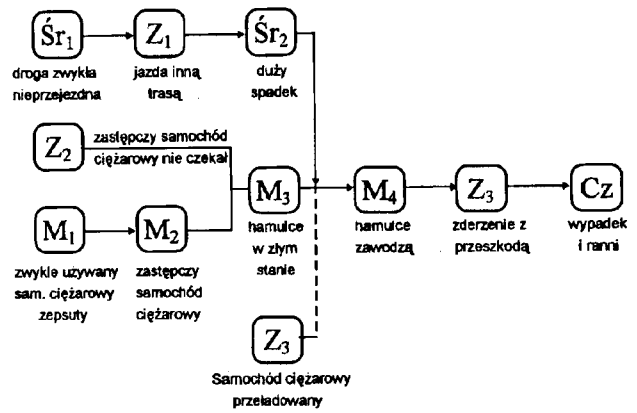 Śr1
Z1
Śr2
droga zwykła
nieprzejezdna
jazda inną
trasą
duży
spadek
Z2
zastępczy samochód
ciężarowy nie czekał
M1
M2
M3
M4
Z3
Cz
hamulce
w złym
stanie
hamulce
zawodzą
zderzenie z
przeszkodą
wypadek
i ranni
zwykle używany
sam. ciężarowy
zepsuty
zastępczy
samochód
ciężarowy
Z3
Samochód ciężarowy
przeładowany